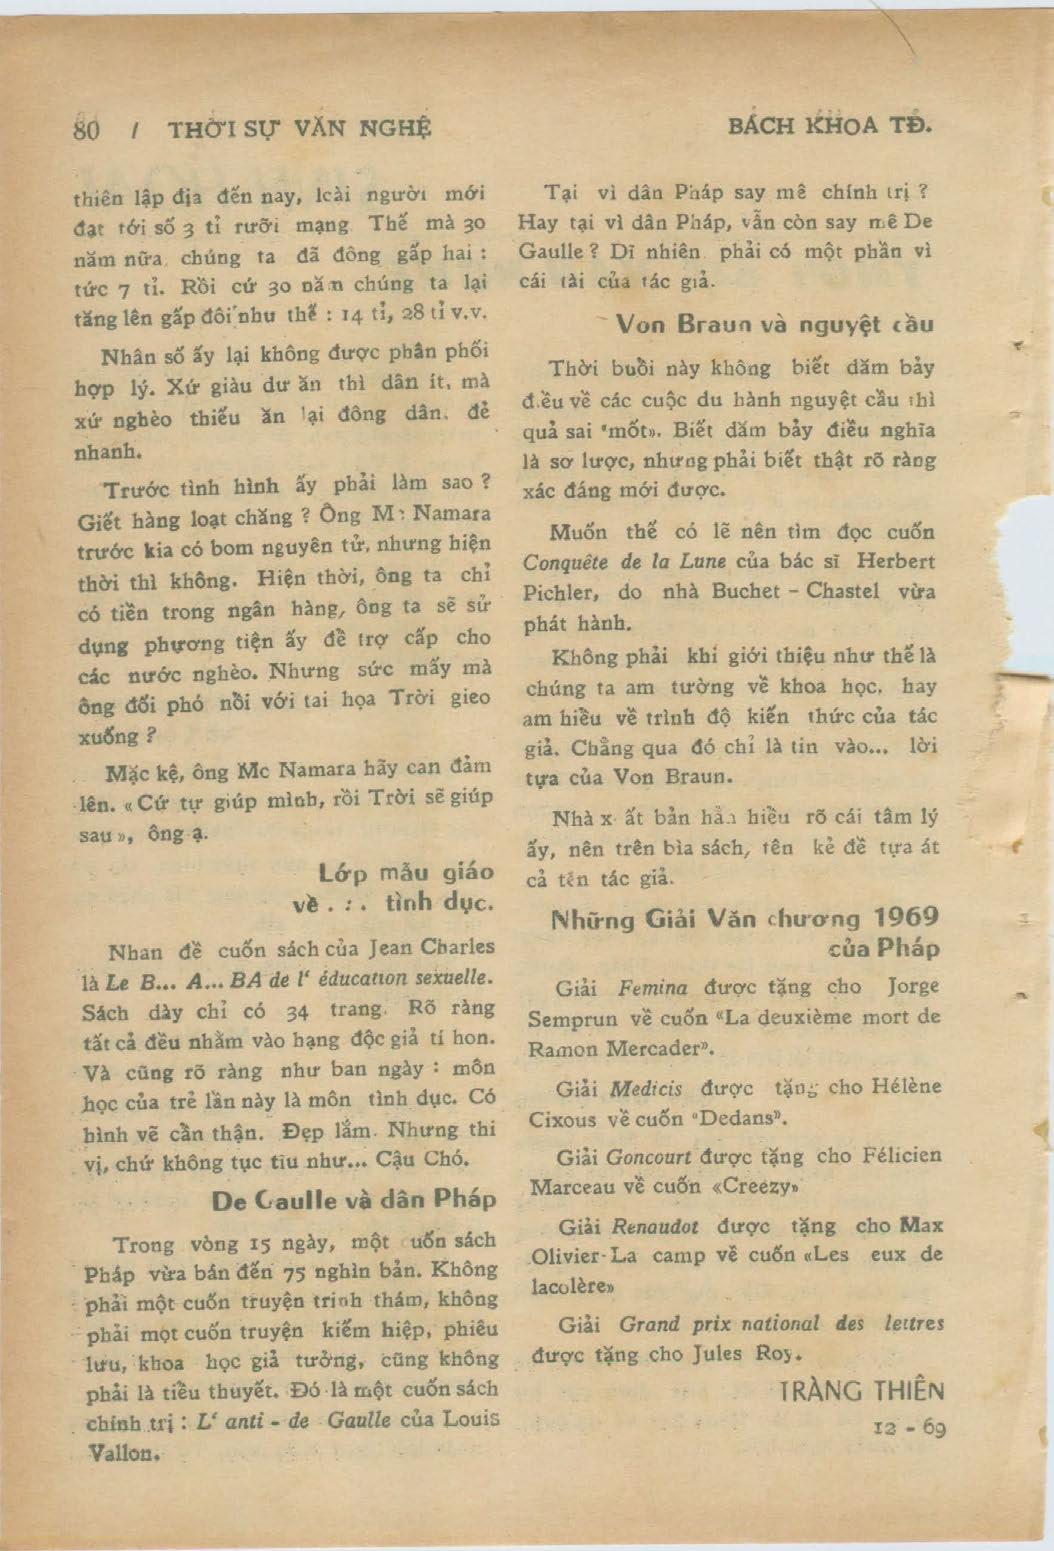 80 / THỜI SỰ VĂN NGHỆ
BÁCH KHOA TĐ.
thiên lập địa đến nay, lcài người mới
đạt tới số 3 tỉ rưỡi mạng Thế mà 30
năm nữa chúng ta đã đông gấp hai :
tức 7 tỉ. Rồi cứ 30 năm chúng ta lại
tăng lên gấp đôi như thế : 14 tỉ, 28 tỉ v.v.
Nhân số ấy lại không được phân phối
hợp lý. Xứ giàu dư ăn thì dân ít, mà
xứ nghèo thiếu ăn lại đông dân, đẻ
nhanh.
Trước tình hình ấy phải làm sao ?
Giết hàng loạt chăng ? Ông Mc Namara
trước kia có bom nguyên tử, nhưng hiện
thời thì không. Hiện thời, ông ta chỉ
có tiền trong ngân hàng, ông ta sẽ sử
dụng phương tiện ấy để trợ cấp cho
các nước nghèo. Nhưng sức mấy mà
ông đối phó nổi với tai họa Trời gieo
xuống ?
Mặc kệ, ông Mc Namara hãy can đảm
lên. «Cứ tự giúp mình, rồi Trời sẽ giúp
sau», ông ạ.
Lớp mẫu giáo
về . : . tình dục.
Nhan đề cuốn sách của Jean Charles
là Le B... A... BA de l‘ éducation sexuelle.
Sách dày chỉ có 34 trang. Rõ ràng
tất cả đều nhằm vào hạng độc giả tí hon.
Và cũng rõ ràng như ban ngày : môn
học của trẻ lần này là môn tình dục. Có
hình vẽ cẩn thận. Đẹp lắm. Nhưng thi
vị, chứ không tục tĩu như... Cậu Chó.
De Gaulle và dân Pháp
Trong vòng 15 ngày, một cuốn sách
Pháp vừa bán đến 75 nghìn bản. Không
phải một cuốn truyện trinh thám, không
phải một cuốn truyện kiếm hiệp, phiêu
lưu, khoa học giả tưởng, cũng không
phải là tiểu thuyết. Đó là một cuốn sách
chính trị : L‘ anti - de Gaulle của Louis
Vallon.
Tại vì dân Pháp say mê chính trị ?
Hay tại vì dân Pháp, vẫn còn say mê De
Gaulle ? Dĩ nhiên phải có một phần vì
cái tài của tác giả.
Von Braun và nguyệt cầu
Thời buổi này không biết dăm bảy
điều về các cuộc du hành nguyệt cầu thì
quả sai «mốt». Biết dăm bảy điều nghĩa
là sơ lược, nhưng phải biết thật rõ ràng
xác đáng mới được.
Muốn thế có lẽ nên tìm đọc cuốn
Conquête de la Lune của bác sĩ Herbert
Pichler, do nhà Buchet - Chastel vừa
phát hành.
Không phải khi giới thiệu như thế là
chúng ta am tường về khoa học, hay
am hiểu về trình độ kiến thức của tác
giả. Chẳng qua đó chỉ là tin vào... lời
tựa của Von Braun.
Nhà x ất bản hẳn hiểu rõ cái tâm lý
ấy, nên trên bìa sách, tên kẻ đề tựa át
cả tên tác giả.
Những Giải Văn chương 1969
của Pháp
Giải Femina được tặng cho Jorge
Semprun về cuốn «La deuxième mort de
Ramon Mercader».
Giải Medicis được tặng cho Hélène
Cixous về cuốn «Dedans».
Giải Goncourt được tặng cho Félicien
Marceau về cuốn «Creezy»
Giải Renaudot được tặng cho Max
Olivier-La camp về cuốn «Les eux de
lacolère»
Giải Grand prix national des lettres
được tặng cho Jules Roy.
TRÀNG THIÊN
12 - 69